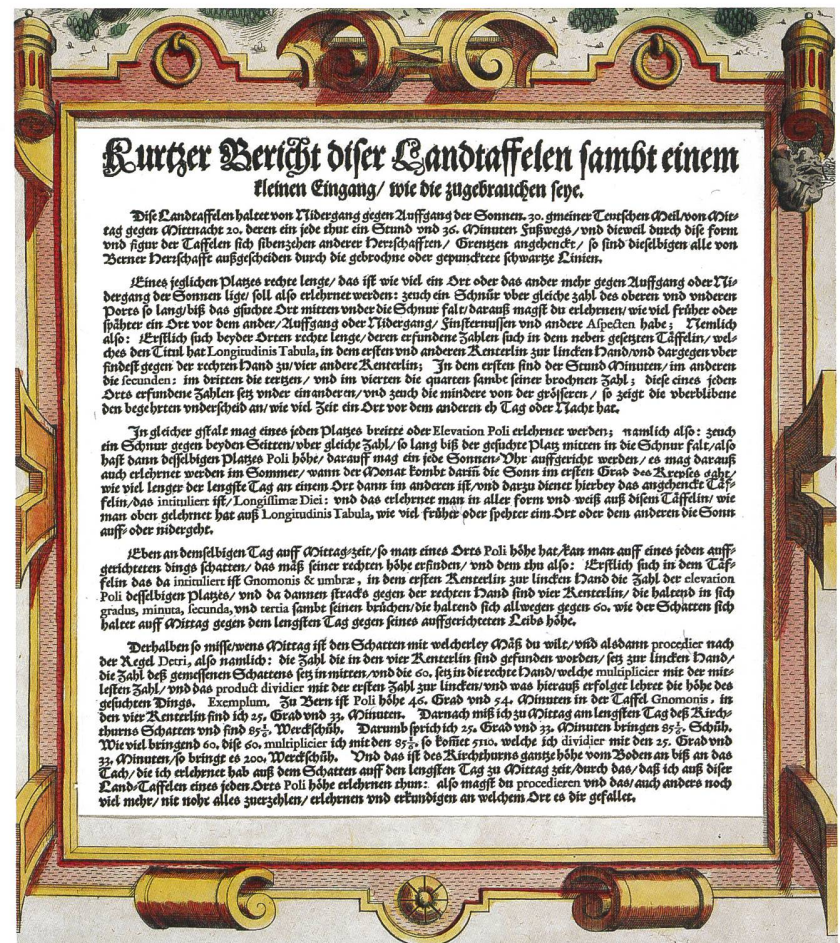 Kurtzer Bericht diser Landtaffelen sambt einem
kleinen Eingang/ wie die zugebrauchen seye.
Dise Landtaffelen haltet von Nidergang gegen Auffgang der Sonnen. 30. gmeiner Teutschen Meil/von Mit-
tag gegen Mittnacht 20. deren ein jede thut ein Stund vnd 36. Minuten Fußwegs/ vnd dieweil durch dise form
vnd figur der Taffelen sich sibenzehen anderer Herrschafften/ Grentzen angehenckt/ so sind dieselbigen alle von
Berner Herrschafft außgescheiden durch die gebrochne oder gepuncktete schwartze Linien.
Eines jeglichen Platzes rechte lenge/ das ist wie viel ein Ort oder das ander mehr gegen Auffgang oder Ni-
dergang der Sonnen lige/ soll also erlehrnet werden: zeuch ein Schnůr vber gleiche zahl des oberen vnd vnderen
Ports so lang/biß das gsuchte Ort mitten vnder die Schnur falt/darauß magst du erlehrnen/wie viel früher oder
spähter ein Ort vor dem ander/Auffgang oder Nidergang/ Finsternussen vnd andere Aspecten habe; Nemlich
also: Erstlich such beyder Orten rechte lenge/ deren erfundene Zahlen such in dem neben gesetzten Täffelin/ wel-
ches den Titul hat Longitudinis Tabula, in dem ersten vnd anderen Renterlin zur lincken Hand/vnd dargegen vber
findest gegen der rechten Hand zu/ vier andere Renterlin; In dem ersten sind der Stund Minuten/ im anderen
die secunden: im dritten die tertzen/ vnd im vierten die quarten sambt seiner brochnen Zahl; diese eines jeden
Orts erfundene Zahlen setz vnder einanderen/vnd zeuch die mindere von der grösseren/ so zeigt die vberblibene
den begehrten vnderscheid an/ wie viel Zeit ein Ort vor dem anderen eh Tag oder Nacht hat.
In gleicher gstalt mag eines jeden Platzes breitte oder Elevation Poli erlehrnet werden; namlich also: zeuch
ein Schnur gegen beyden Seitten/vber gleiche Zahl/ so lang biß der gesuchte Platz mitten in die Schnur falt/also
hast dann desselbigen Platzes Poli höhe/ darauff mag ein jede Sonnen-Vhr auffgericht werden/ es mag darauß
auch erlehrnet werden im Sommer/ wann der Monat kombt darin̄ die Sonn im ersten Grad des Krepses gaht/
wie viel lenger der lengste Tag an einem Ort dann im anderen ist/vnd darzu dienet hierbey das angehenckt Täf-
felin/das intituliert ist/Longissimæ Diei: vnd das erlehrnet man in aller form vnd weiß auß disem Täffelin/ wie
man oben gelehrnet hat auß Longitudinis Tabula, wie viel früher oder spehter ein Ort oder dem anderen die Sonn
auff- oder nidergeht.
Eben an demselbigen Tag auff Mittag-zeit/so man eines Orts Poli höhe hat/kan man auff eines jeden auff-
gerichteten dings schatten/ das mäß seiner rechten höhe erfinden/ vnd dem thu also: Erstlich such in dem Täf-
felin das da intituliert ist Gnomonis & umbræ, in dem ersten Renterlin zur lincken Hand die Zahl der elevation
Poli desselbigen Platzes/ vnd da dannen stracks gegen der rechten Hand sind vier Renterlin/ die haltend in sich
gradus, minuta, secunda, vnd tertia sambt seinen brüchen/die haltend sich allwegen gegen 60. wie der Schatten sich
haltet auff Mittag gegen dem lengsten Tag gegen seines auffgerichteten Leibs höhe.
Derhalben so misse/wens Mittag ist den Schatten mit welcherley Mäß du wilt/ vn̄d alsdann procedier nach
der Regel Detri, also namlich: die Zahl die in den vier Renterlin sind gefunden worden/ setz zur lincken Hand/
die Zahl deß gemessenen Schattens setz in mitten/vnd die 60. setz in die rechte Hand/welche multiplicier mit der mit-
lesten Zahl/ vnd das product dividier mit der ersten Zahl zur lincken/vnd was hierauß erfolget lehret die höhe des
gesuchten Dings. Exemplum. Zu Bern ist Poli höhe 46. Grad vnd 54. Minuten in der Taffel Gnomonis, in
den vier Renterlin find ich 25. Grad vnd 33. Minuten. Darnach miß ich zu Mittag am lengsten Tag deß Kirch-
thurns Schatten vnd find 85½. Werckschůh. Darumb sprich ich 25. Grad vnd 33. Minuten bringen 85½. Schůh.
Wie viel bringend 60. dise 60. multiplicier ich mit den 85½. so kom̄et 5110. welche ich dividier mit den 25. Grad vnd
33. Minuten/so bringt es 200. Werckschůh. Vnd das ist des Kirchthurns gantze höhe vom Boden an biß an das
Tach/ die ich erlehrnet hab auß dem Schatten auff den lengsten Tag zu Mittag zeit/durch das/daß ich auß diser
Land-Taffelen eines jeden Orts Poli höhe erlehrnen thun: also magst du procedieren vnd das/auch anders noch
viel mehr/ nit nohr alles zuerzehlen/ erlehrnen vnd erkundigen an welchem Ort es dir gefallet.